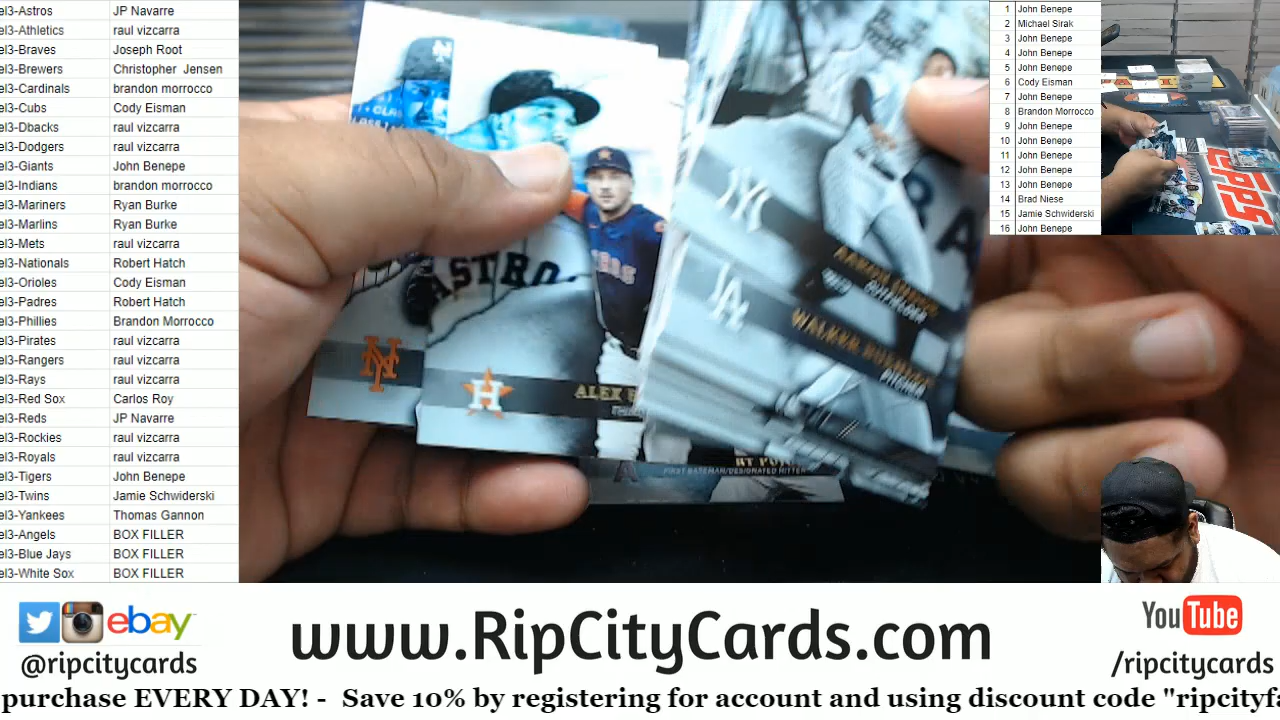 el3-Astros JP Navarre
el3-Athletics raul vizcarra
el3-Braves Joseph Root
el3-Brewers Christopher Jensen
el3-Cardinals brandon morrocco
el3-Cubs Cody Eisman
el3-Dbacks raul vizcarra
el3-Dodgers raul vizcarra
el3-Giants John Benepe
el3-Indians brandon morrocco
el3-Mariners Ryan Burke
el3-Marlins Ryan Burke
el3-Mets raul vizcarra
el3-Nationals Robert Hatch
el3-Orioles Cody Eisman
el3-Padres Robert Hatch
el3-Phillies Brandon Morrocco
el3-Pirates raul vizcarra
el3-Rangers raul vizcarra
el3-Rays raul vizcarra
el3-Red Sox Carlos Roy
el3-Reds JP Navarre
el3-Rockies raul vizcarra
el3-Royals raul vizcarra
el3-Tigers John Benepe
el3-Twins Jamie Schwiderski
el3-Yankees Thomas Gannon
el3-Angels BOX FILLER
el3-Blue Jays BOX FILLER
el3-White Sox BOX FILLER
NY
ASTRO
NY
H
ALEX
NY
OUTFIELDER
LA
WALKER
PITCHER
FIRST BASEMAN/DESIGNATED HITTER
1 John Benepe
2 Michael Sirak
3 John Benepe
4 John Benepe
5 John Benepe
6 Cody Eisman
7 John Benepe
8 Brandon Morrocco
9 John Benepe
10 John Benepe
11 John Benepe
12 John Benepe
13 John Benepe
14 Brad Niese
15 Jamie Schwiderski
16 John Benepe
ebay
@ripcitycards
www.RipCityCards.com
YouTube
/ripcitycards
purchase EVERY DAY! - Save 10% by registering for account and using discount code "ripcityfa